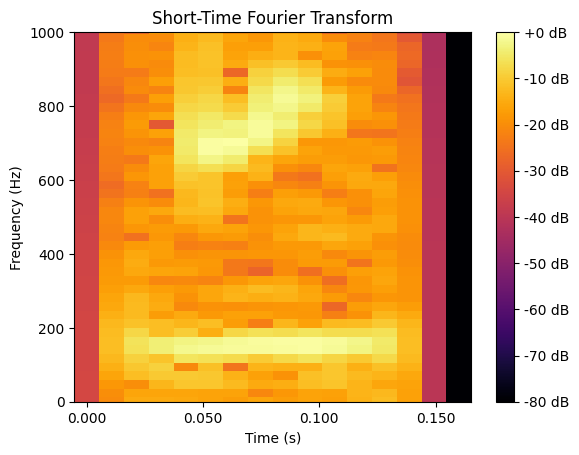 Short-Time Fourier Transform
1000
800
600
400
200
0
Frequency (Hz)
0.000
0.050
0.100
0.150
Time (s)
+0 dB
-10 dB
-20 dB
-30 dB
-40 dB
-50 dB
-60 dB
-70 dB
-80 dB